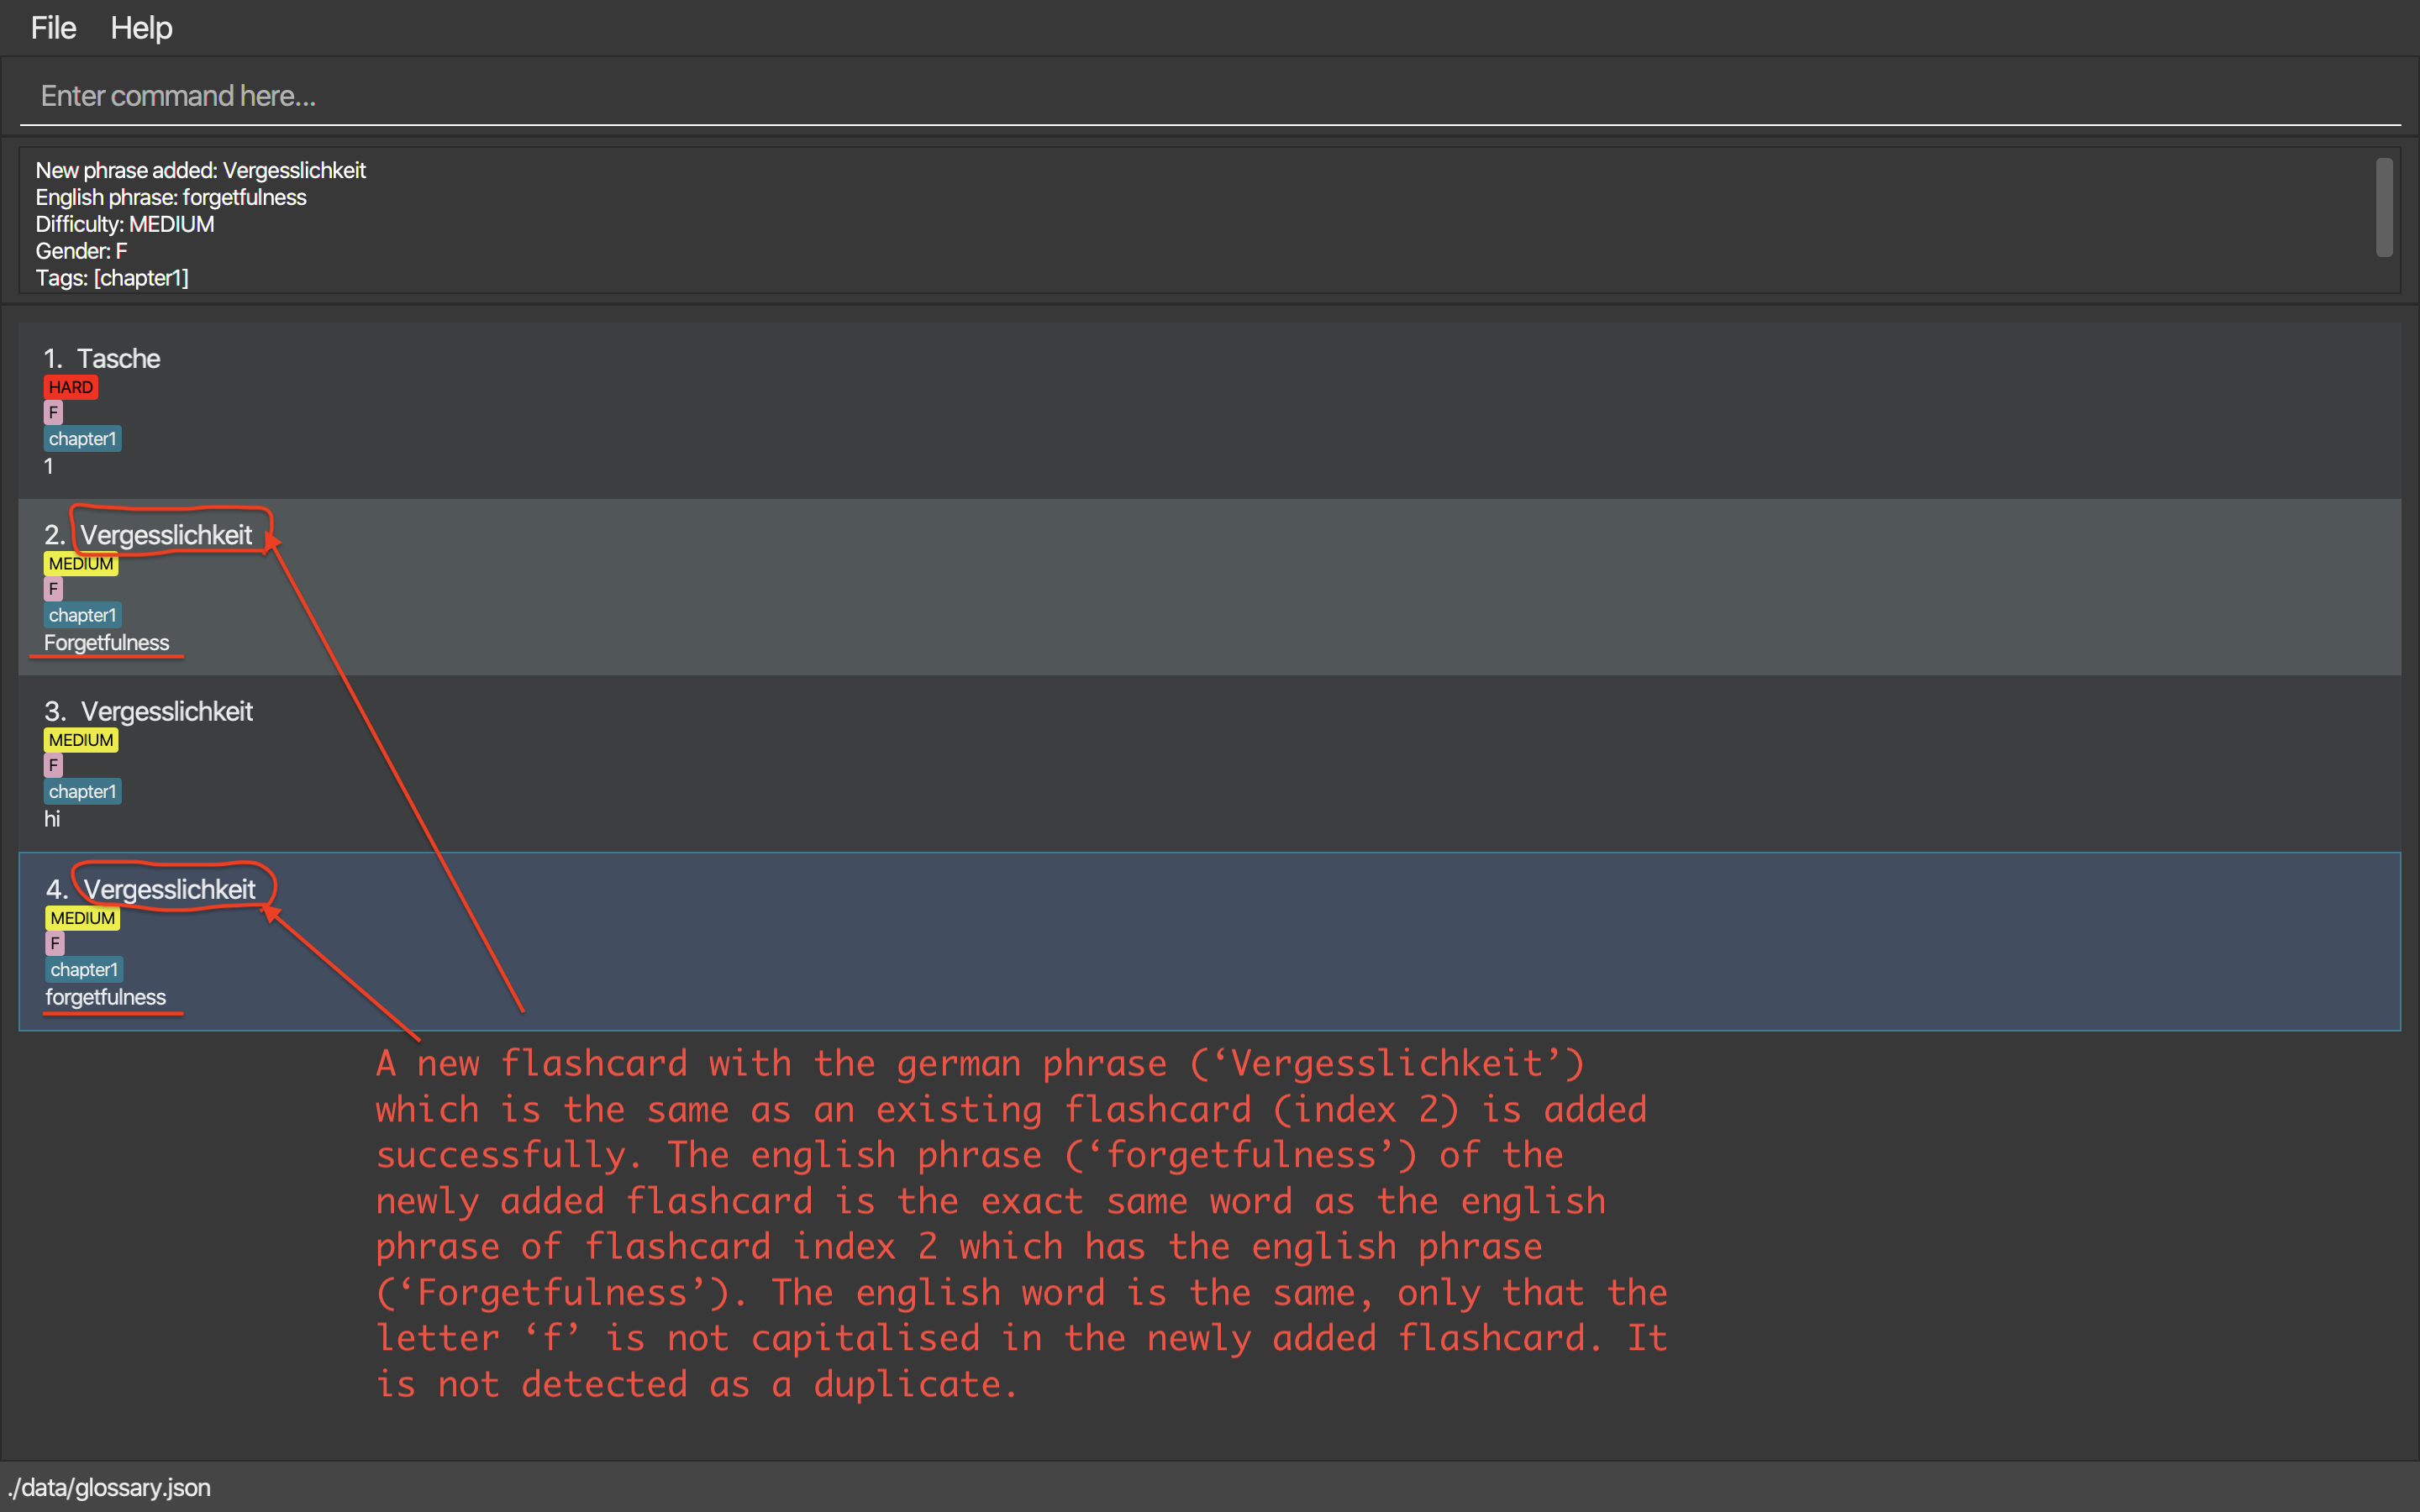 File Help
Enter command here...
New phrase added: Vergesslichkeit
English phrase: forgetfulness
Difficulty: MEDIUM
Gender: F
Tags: [chapter1]
1. Tasche
HARD
F
chapter1
1
2. Vergesslichkeit
MEDIUM
F
chapter1
Forgetfulness
3. Vergesslichkeit
MEDIUM
F
chapter1
hi
4. Vergesslichkeit
MEDIUM
F
chapter1
forgetfulness
A new flashcard with the german phrase (‘Vergesslichkeit’)
which is the same as an existing flashcard (index 2) is added
successfully. The english phrase (‘forgetfulness’) of the
newly added flashcard is the exact same word as the english
phrase of flashcard index 2 which has the english phrase
(‘Forgetfulness’). The english word is the same, only that the
letter ‘f’ is not capitalised in the newly added flashcard. It
is not detected as a duplicate.
./data/glossary.json